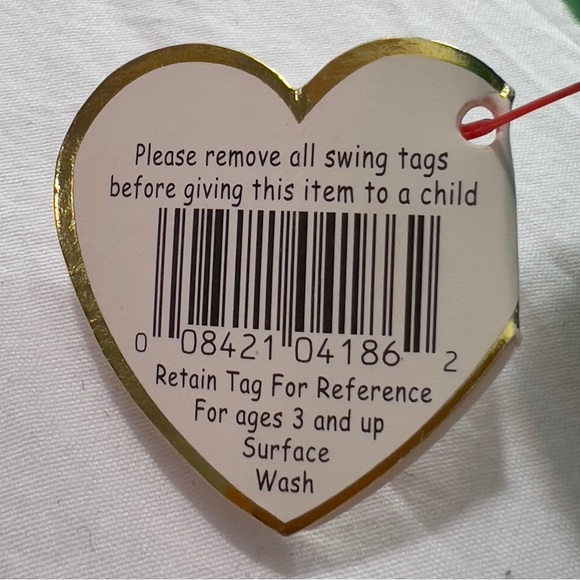 Please remove all swing tags
before giving this item to a child
0 08421 04186 2
Retain Tag For Reference
For ages 3 and up
Surface
Wash